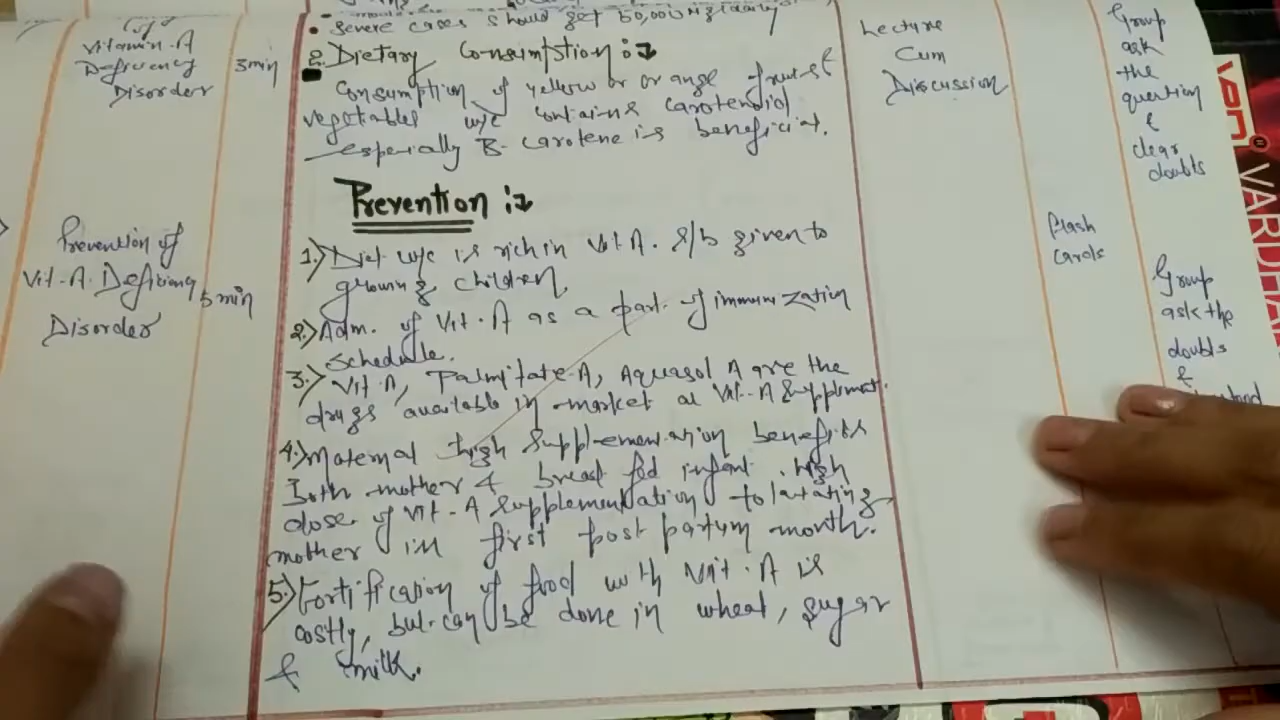 of
Vitamin-A
Deficiency
Disorder
3min
• Severe cases should get 50,000
2. Dietary Consumption :→
Consumption of yellow or orange fruits &
vegetables w/c contains carotenoid
especially B-carotene is beneficial.
Lecture
Cum
Discussion
Group
ask
the
question
&
clear
doubts
Prevention of
Vit-A. Deficiency
Disorder
5 min
Prevention :→
1.> Diet w/c is rich in Vit A. s/b given to
growing children.
2.> Adm. of Vit. A as a part of immunization
schedule.
3.> Vit. A, Palmitate-A, Aquasol A are the
drugs available in market as Vit-A Supplement.
4.> Maternal high supplementation benefits
Both mother & breast fed infant. High
dose of Vit-A supplementation to lactating
mother in first post partum month.
5.> Fortification of food with Vit. A is
costly, but can be done in wheat, sugar
& milk.
flash
cards
Group
ask the
doubts
&
VARDHA